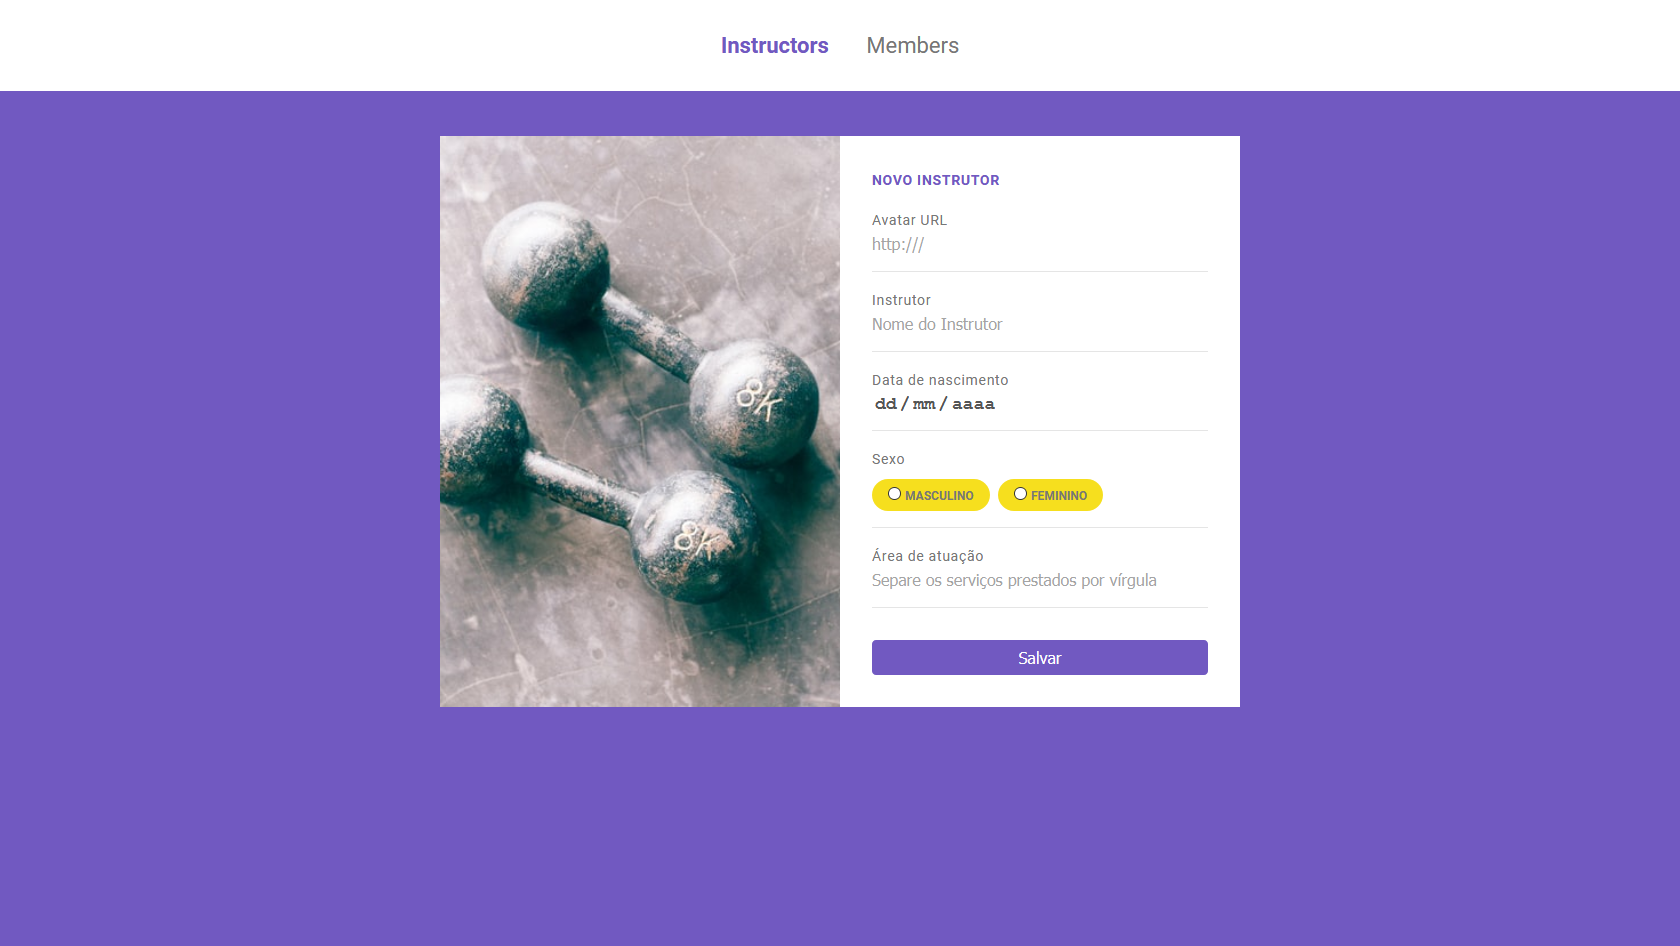 Instructors Members
NOVO INSTRUTOR
Avatar URL
http:///
Instrutor
Nome do Instrutor
Data de nascimento
dd/mm/aaaa
Sexo
MASCULINO FEMININO
Área de atuação
Separe os serviços prestados por vírgula
Salvar
8K
8K